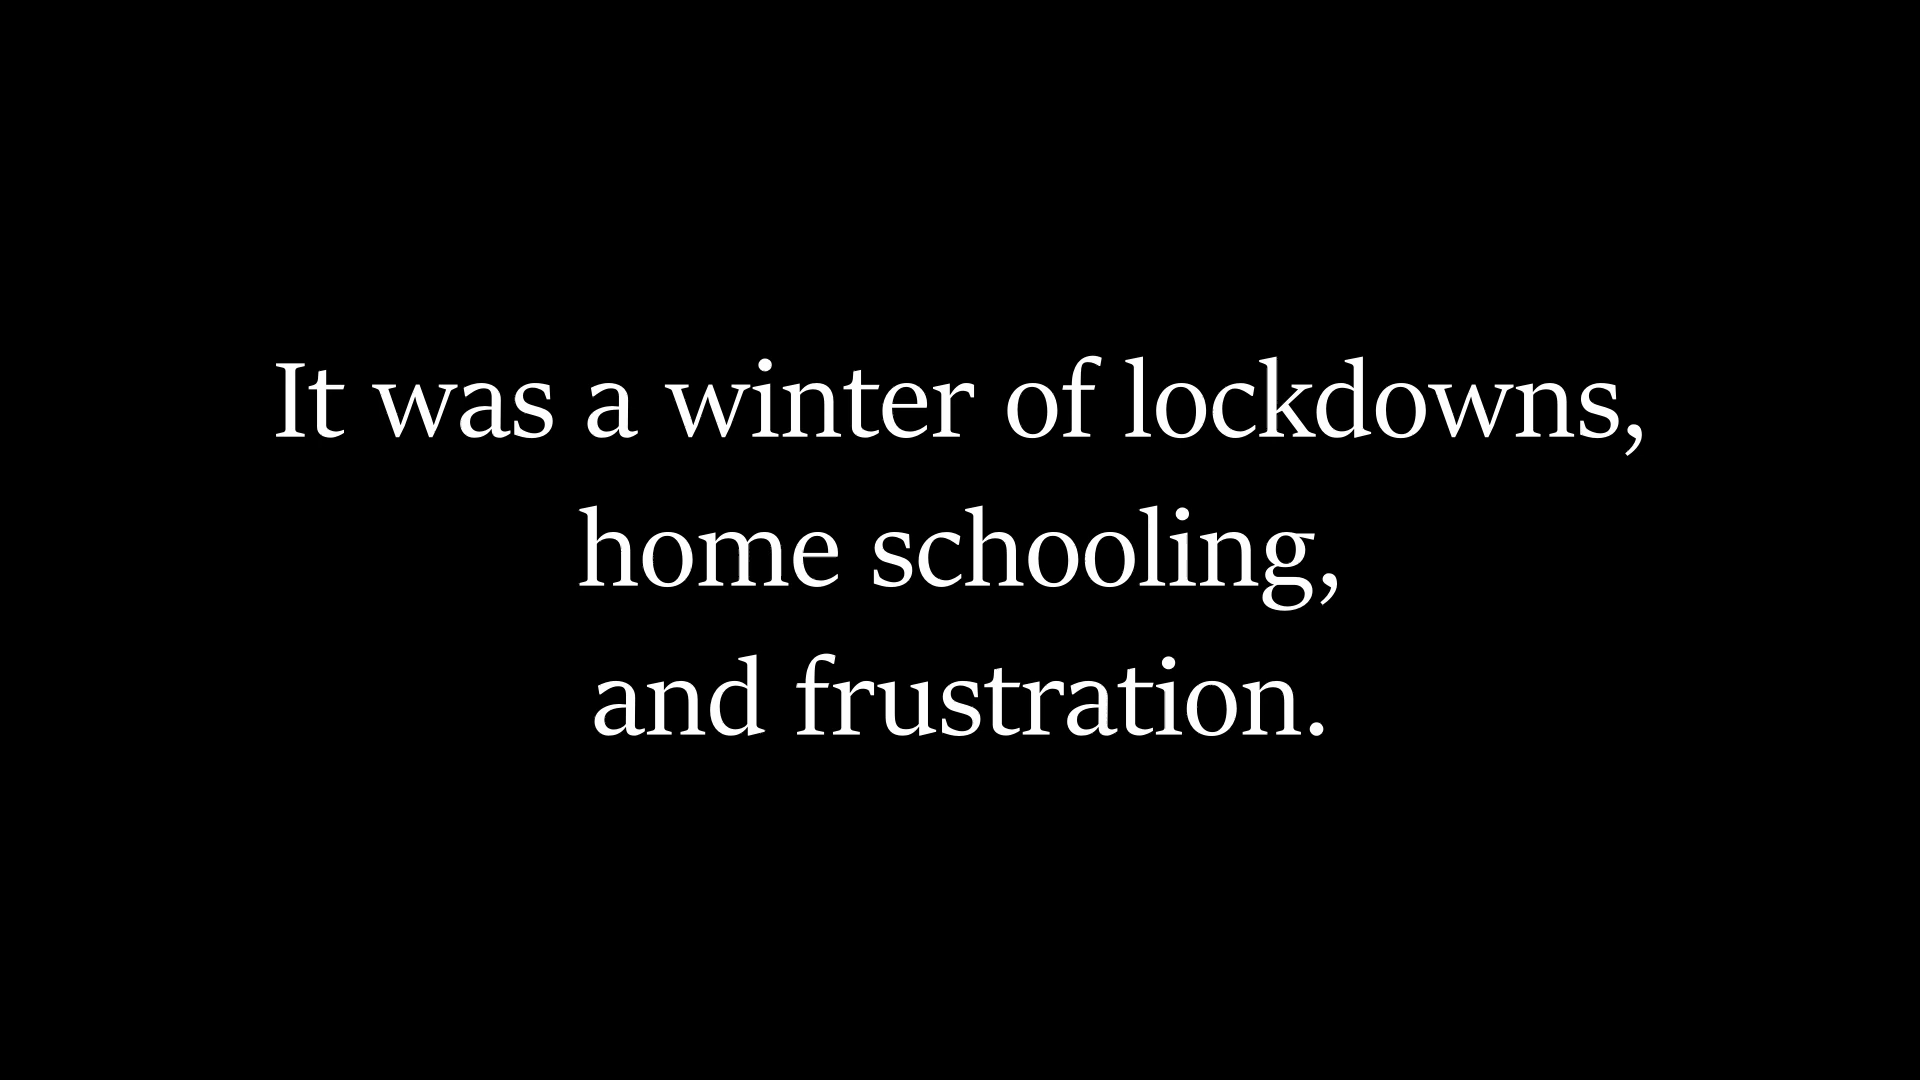 It was a winter of lockdowns,
home schooling,
and frustration.